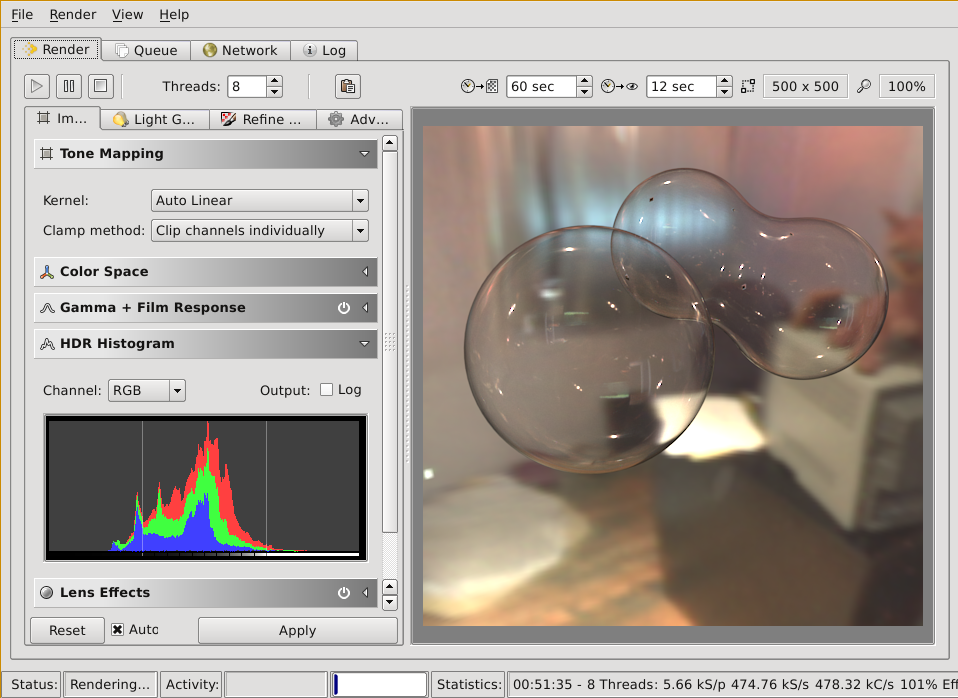 File Render View Help
Render Queue Network Log
Threads: 8 60 sec 12 sec 500 x 500 100%
Im... Light G... Refine ... Adv...
Tone Mapping
Kernel: Auto Linear
Clamp method: Clip channels individually
Color Space
Gamma + Film Response
HDR Histogram
Channel: RGB Output: Log
Lens Effects
Reset Auto Apply
Status: Rendering... Activity: Statistics: 00:51:35 - 8 Threads: 5.66 kS/p 474.76 kS/s 478.32 kC/s 101% Eff